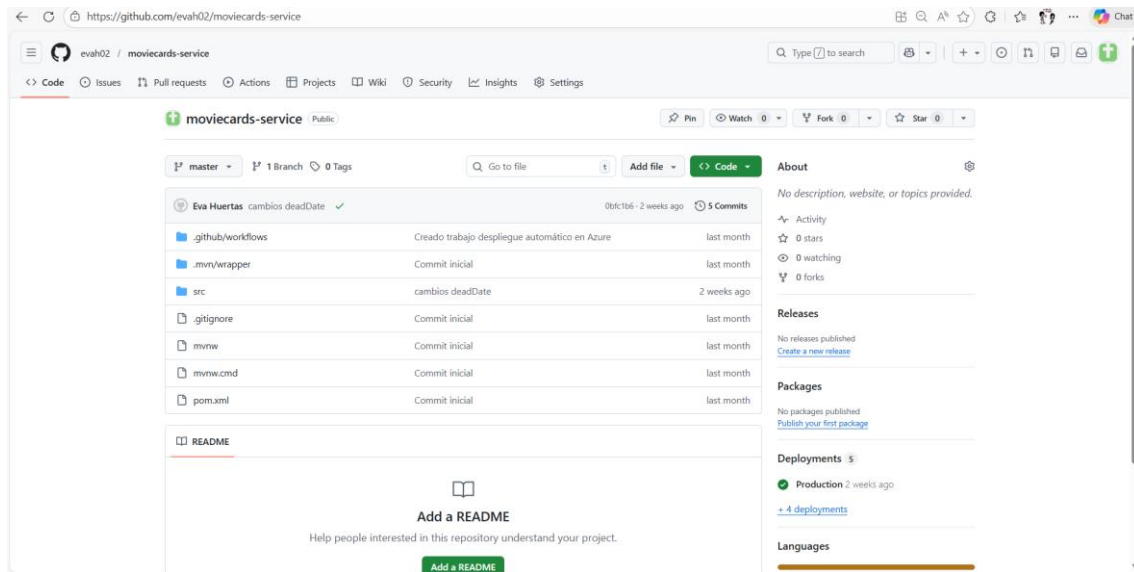 https://github.com/evah02/moviecards-service
Chat
evah02 / moviecards-service
Type / to search
Code Issues Pull requests Actions Projects Wiki Security Insights Settings
moviecards-service Public
Pin Watch 0 Fork 0 Star 0
master 1 Branch 0 Tags Go to file t Add file Code
Eva Huertas cambios deadDate 0bfc1b6 · 2 weeks ago 5 Commits
.github/workflows Creado trabajo despliegue automático en Azure last month
.mvn/wrapper Commit inicial last month
src cambios deadDate 2 weeks ago
.gitignore Commit inicial last month
mvnw Commit inicial last month
mvnw.cmd Commit inicial last month
pom.xml Commit inicial last month
README
Add a README
Help people interested in this repository understand your project.
Add a README
About
No description, website, or topics provided.
Activity
0 stars
0 watching
0 forks
Releases
No releases published
Create a new release
Packages
No packages published
Publish your first package
Deployments 5
Production 2 weeks ago
+ 4 deployments
Languages